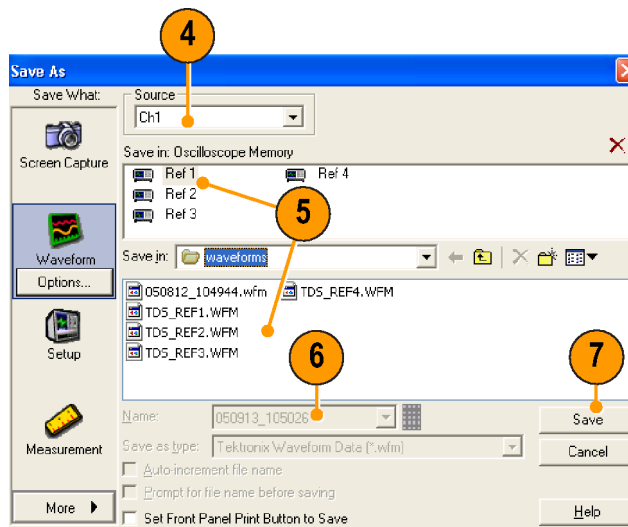 4
Save As
Save What:
Source
Ch1
Screen Capture
Save in: Oscilloscope Memory
Ref 1
Ref 4
Ref 2
Ref 3
5
Waveform
Options...
Save in:
waveforms
050812_104944.wfm
TDS_REF4.WFM
TDS_REF1.WFM
TDS_REF2.WFM
TDS_REF3.WFM
Setup
6
7
Name:
050913_105026
Save
Measurement
Save as type:
Tektronix Waveform Data (*.wfm)
Cancel
Auto-increment file name
Prompt for file name before saving
More
Set Front Panel Print Button to Save
Help